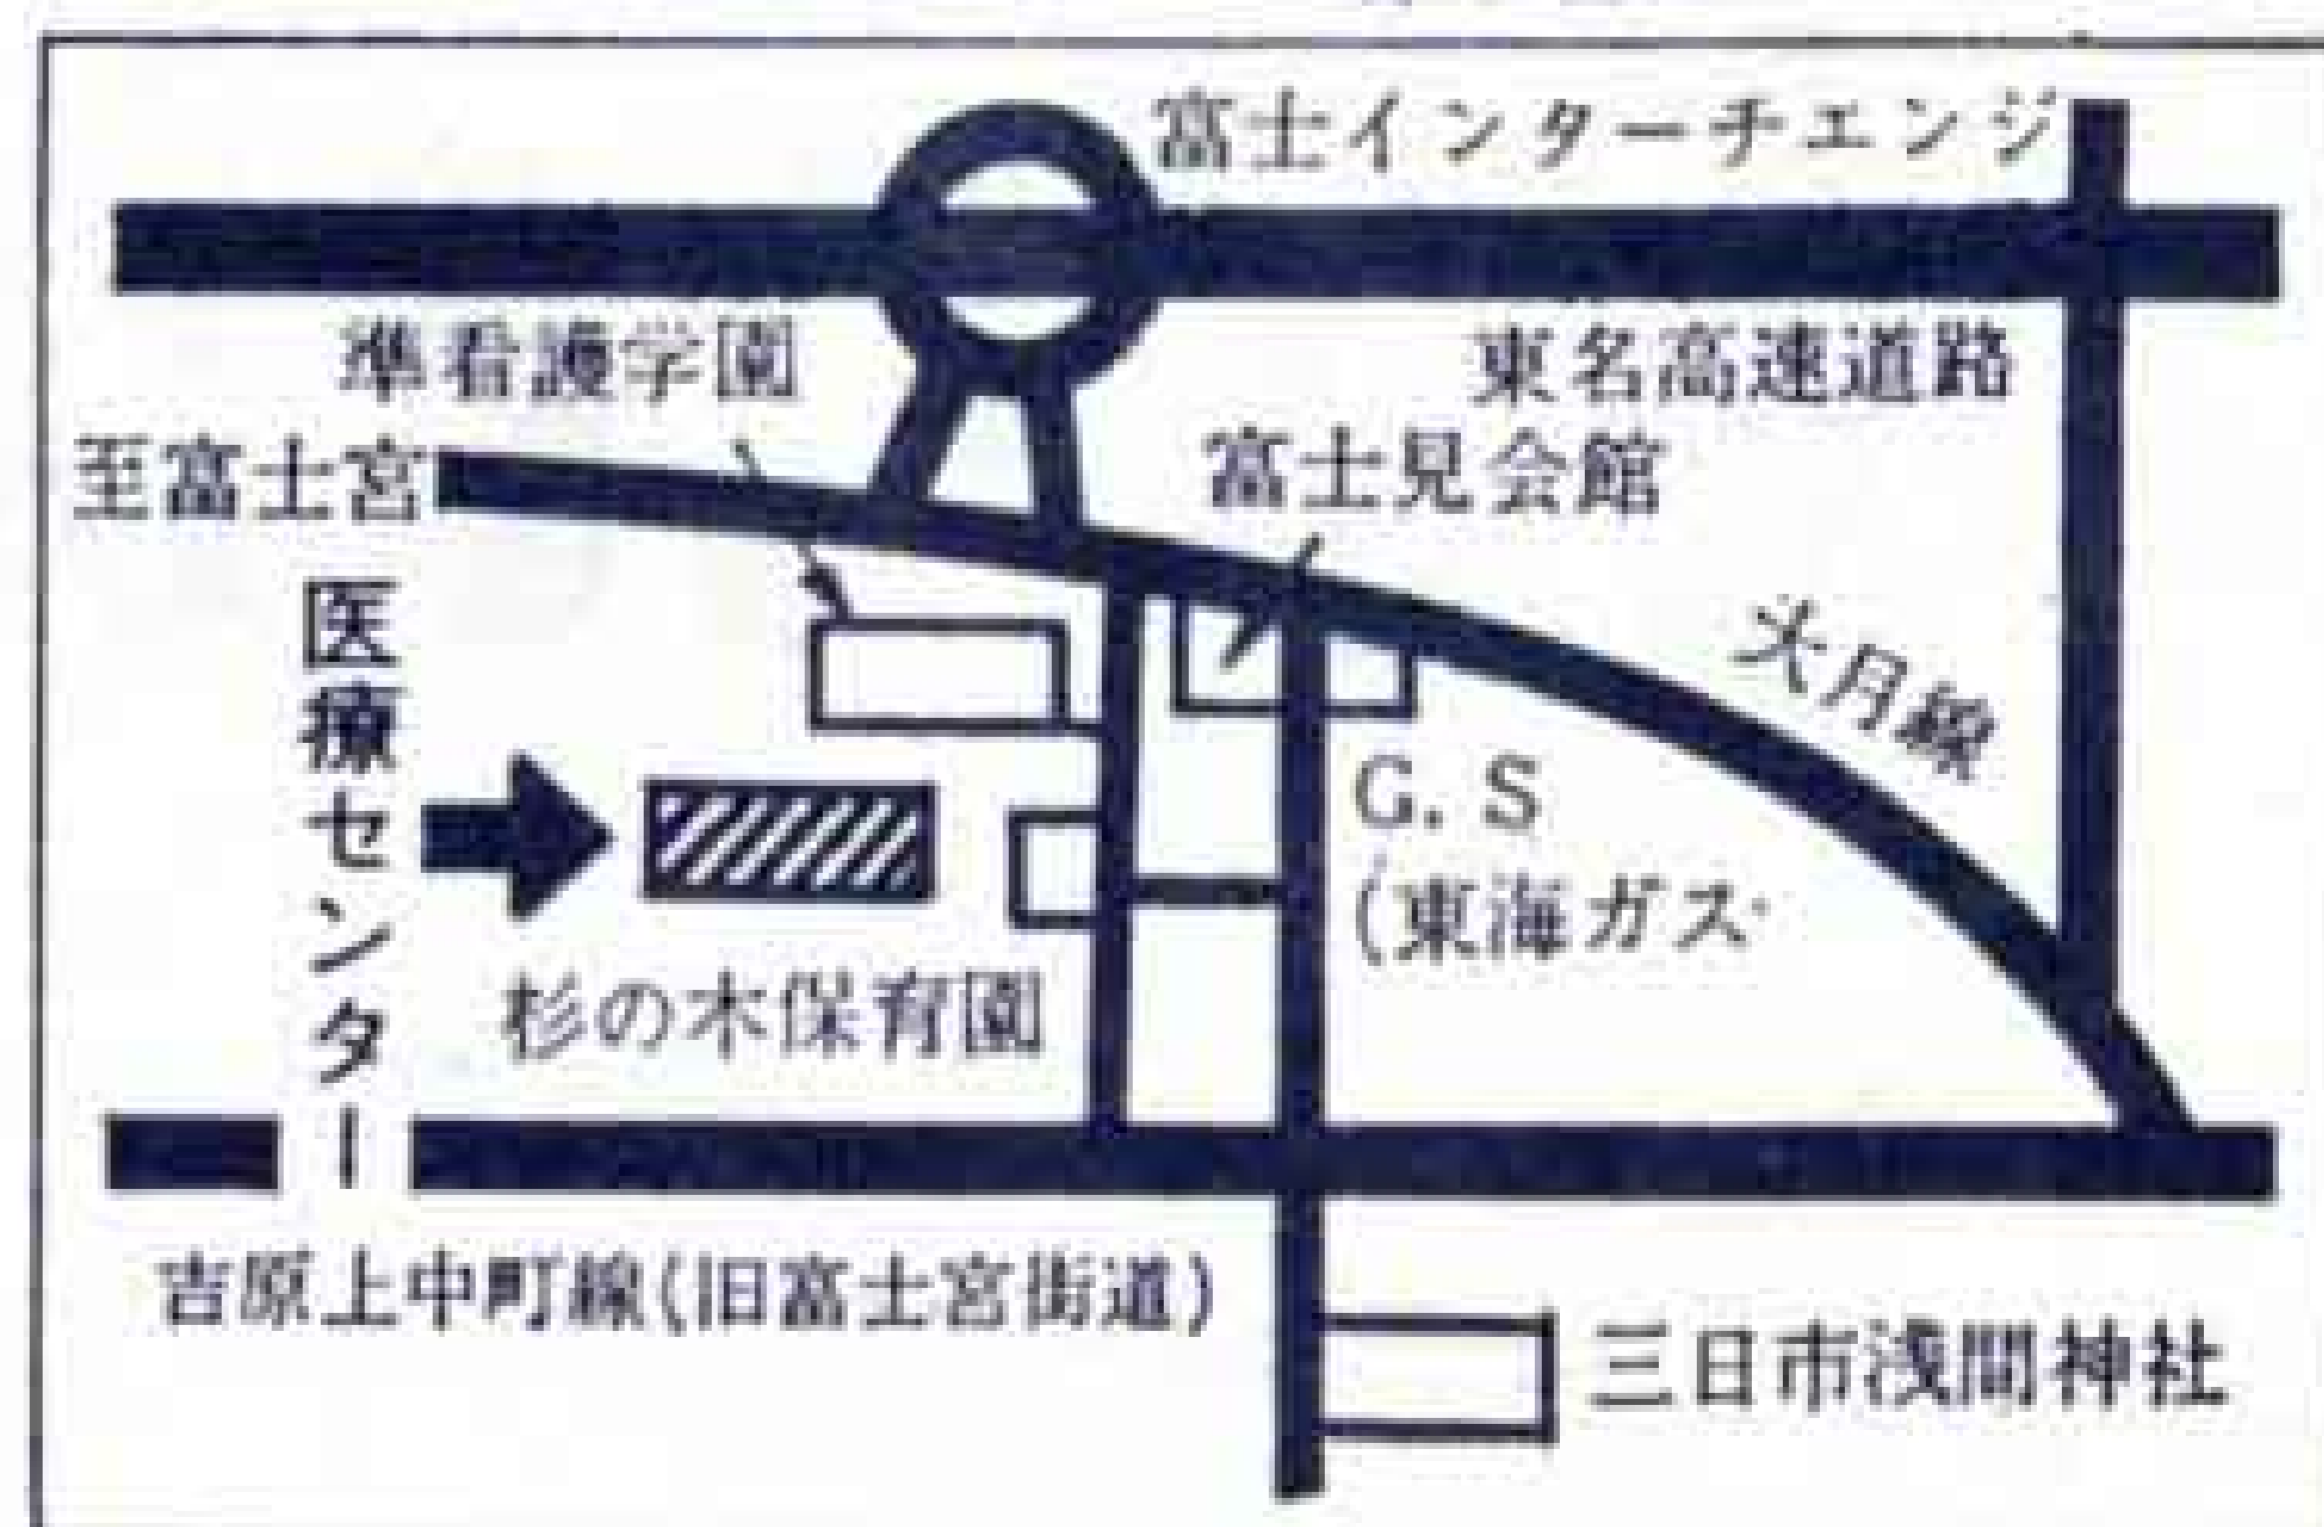 富士インターチエンジ
準看護学園
東名高速道路
至富士宮
富士見会館
医療センター
大月線
G.S
(東海ガス
杉の木保育園
吉原上中町線(旧富士宮街道)
三日市浅間神社